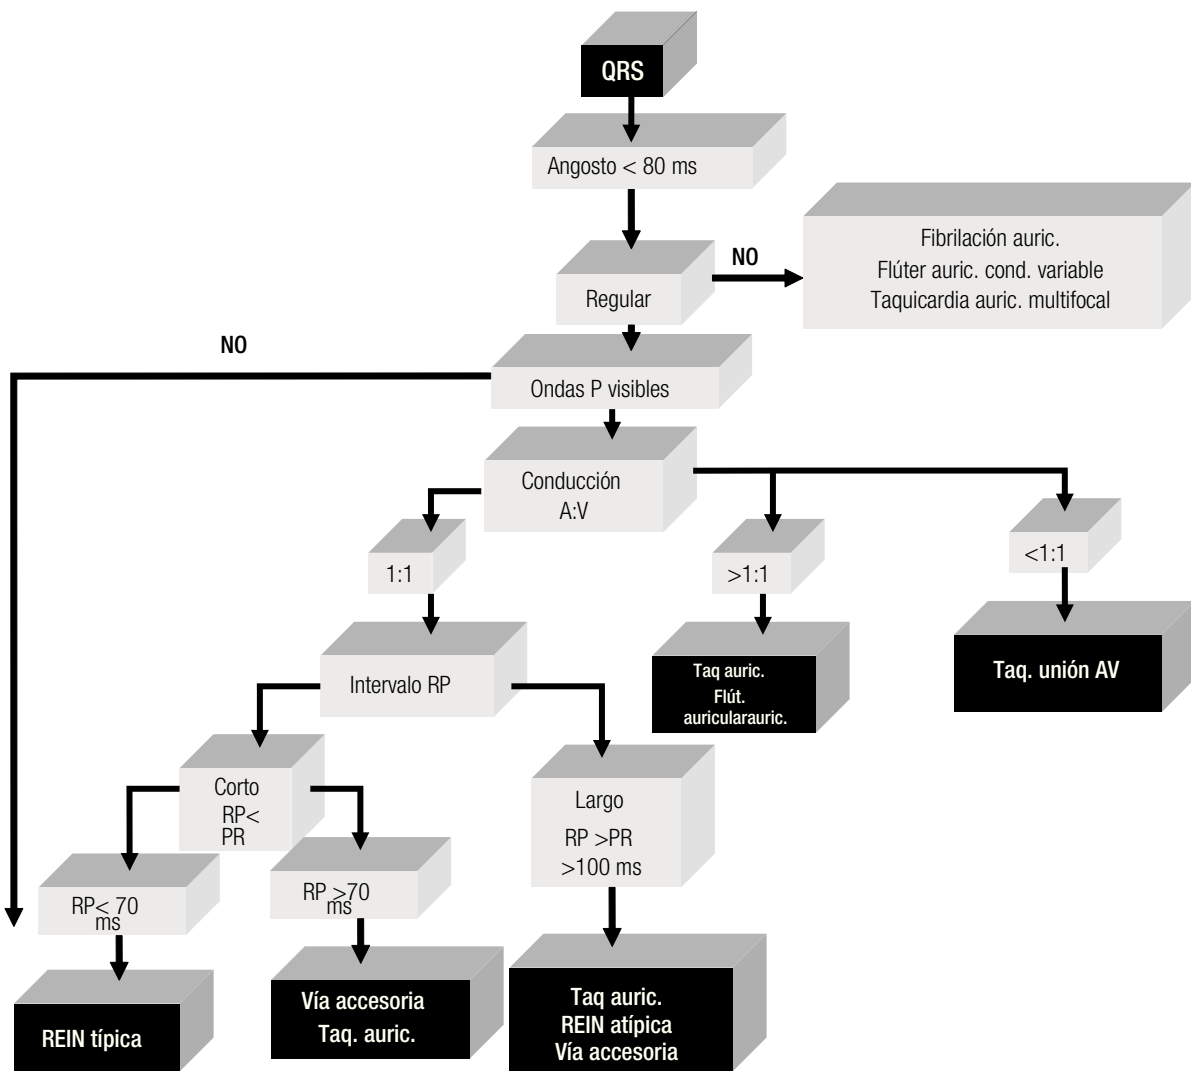 QRS
Angosto < 80 ms
Regular
NO
Fibrilación auric.
Flúter auric. cond. variable
Taquicardia auric. multifocal
NO
Ondas P visibles
Conducción
A:V
1:1
>1:1
<1:1
Intervalo RP
Taq auric.
Flút.
auricularauric.
Taq. unión AV
Corto
RP<
PR
Largo
RP >PR
>100 ms
RP< 70
ms
RP >70
ms
REIN típica
Vía accesoria
Taq. auric.
Taq auric.
REIN atípica
Vía accesoria